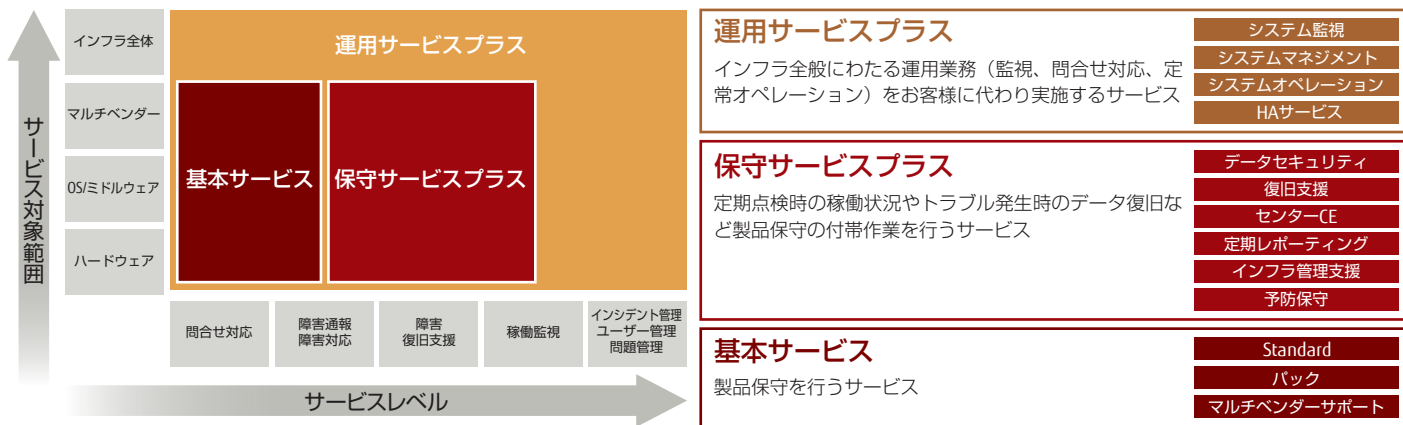 サービス対象範囲
インフラ全体
マルチベンダー
OS/ミドルウェア
ハードウェア
運用サービスプラス
基本サービス
保守サービスプラス
問合せ対応
障害通報
障害対応
障害
復旧支援
稼働監視
インシデント管理
ユーザー管理
問題管理
サービスレベル
運用サービスプラス
インフラ全般にわたる運用業務（監視、問合せ対応、定
常オペレーション）をお客様に代わり実施するサービス
システム監視
システムマネジメント
システムオペレーション
HAサービス
保守サービスプラス
定期点検時の稼働状況やトラブル発生時のデータ復旧な
ど製品保守の付帯作業を行うサービス
データセキュリティ
復旧支援
センターCE
定期レポーティング
インフラ管理支援
予防保守
基本サービス
製品保守を行うサービス
Standard
パック
マルチベンダーサポート